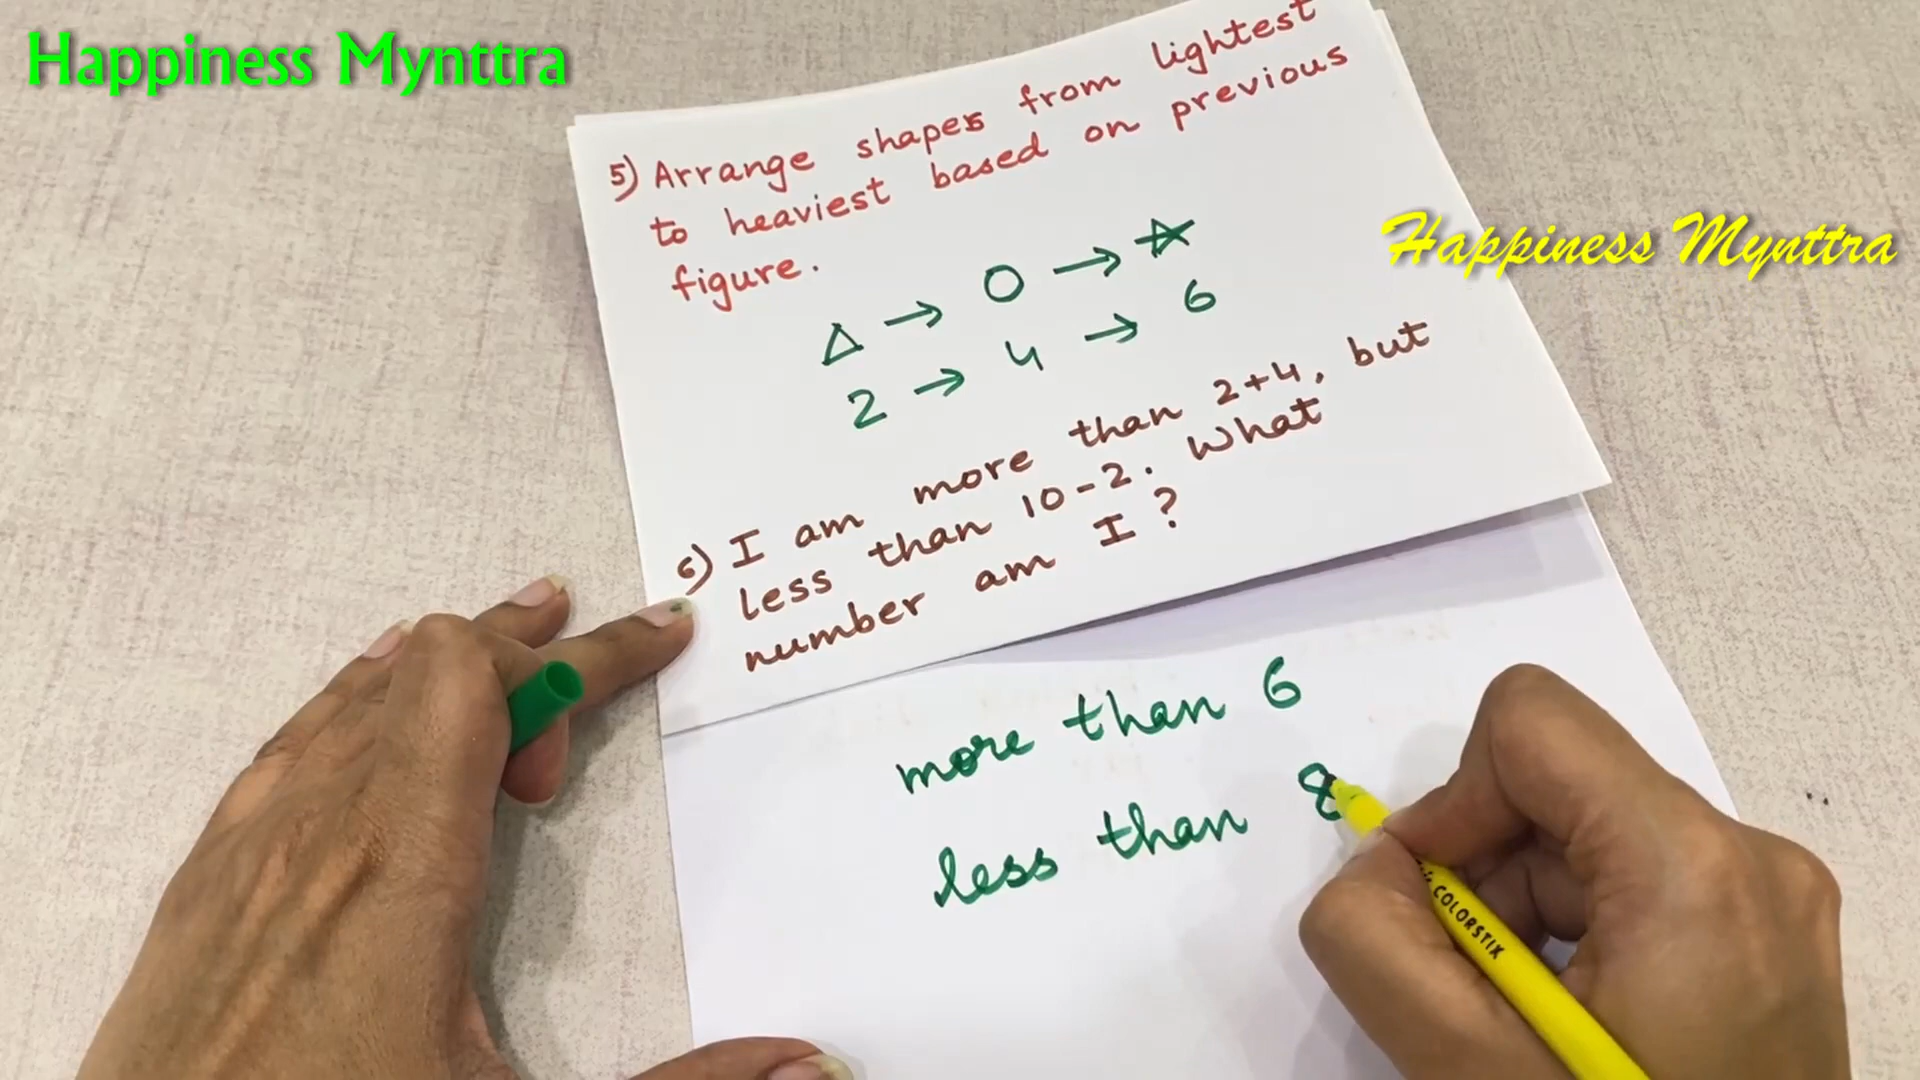 Happiness Mynttra
5) Arrange shapes from lightest
to heaviest based on previous
figure.
Happiness Mynttra
Δ → O → ☆
2 → 4 → 6
6) I am more than 2+4, but
less than 10-2. What
number am I ?
more than 6
less than 8
COLORSTIX